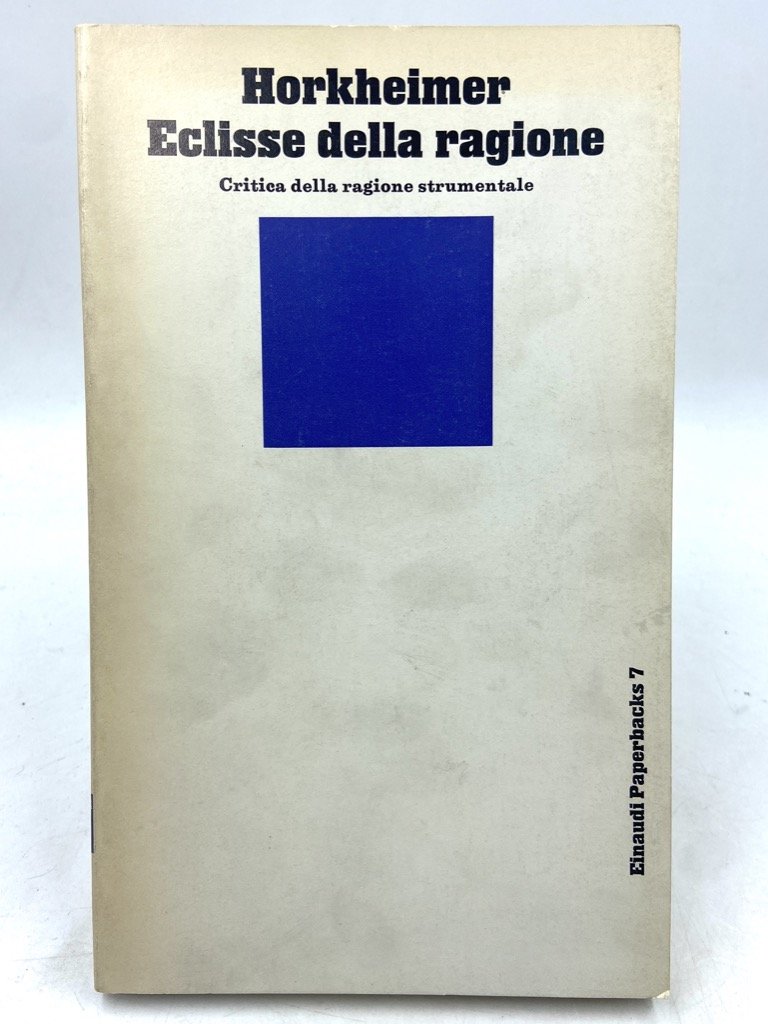 Horkheimer
Eclisse della ragione
Critica della ragione strumentale
Einaudi Paperbacks 7